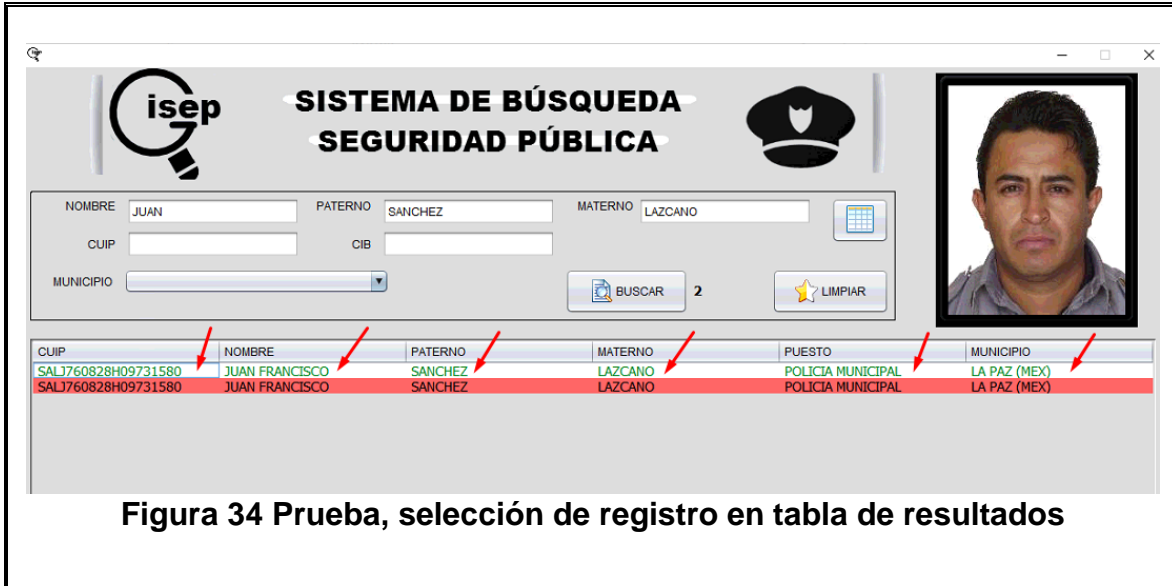 isep
SISTEMA DE BÚSQUEDA
SEGURIDAD PÚBLICA
NOMBRE JUAN PATERNO SANCHEZ MATERNO LAZCANO
CUIP CIB
MUNICIPIO BUSCAR 2 LIMPIAR
CUIP NOMBRE PATERNO MATERNO PUESTO MUNICIPIO
SALJ760828H09731580 JUAN FRANCISCO SANCHEZ LAZCANO POLICIA MUNICIPAL LA PAZ (MEX)
SALJ760828H09731580 JUAN FRANCISCO SANCHEZ LAZCANO POLICIA MUNICIPAL LA PAZ (MEX)
Figura 34 Prueba, selección de registro en tabla de resultados